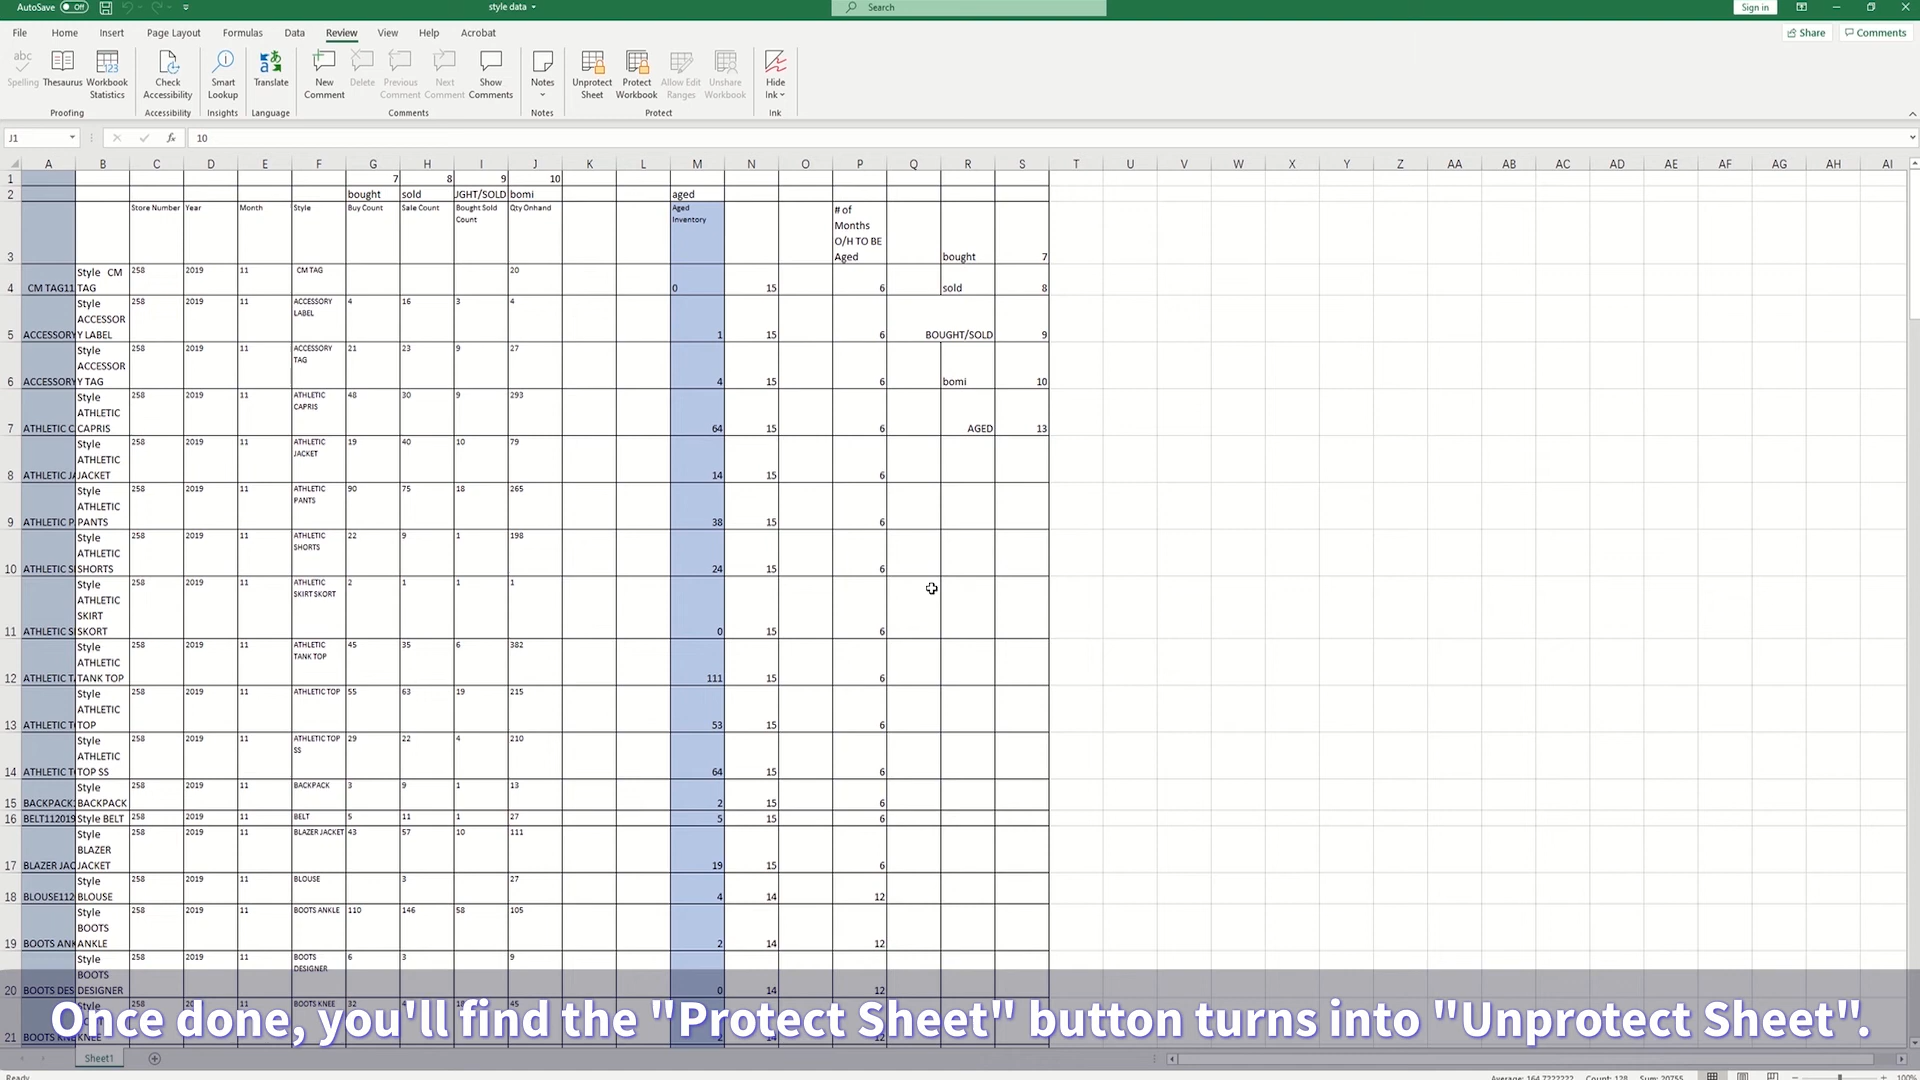 AutoSave Off style data Search Sign in
File Home Insert Page Layout Formulas Data Review View Help Acrobat Share Comments
abc
Spelling Thesaurus Workbook Statistics Check Accessibility Smart Lookup Translate New Comment Delete Previous Comment Next Comment Show Comments Notes Unprotect Sheet Protect Workbook Allow Edit Ranges Unshare Workbook Hide Ink
Proofing Accessibility Insights Language Comments Notes Protect Ink
J1 fx 10
A B C D E F G H I J K L M N O P Q R S T U V W X Y Z AA AB AC AD AE AF AG AH AI
1 7 8 9 10
2 bought sold JGHT/SOLD bomi aged
3 Store Number Year Month Style Buy Count Sale Count Bought Sold Count Qty Onhand Aged Inventory # of Months O/H TO BE Aged bought 7
4 CM TAG11 Style CM TAG 258 2019 11 CM TAG 20 0 15 6 sold 8
5 ACCESSORY Style ACCESSORY LABEL 258 2019 11 ACCESSORY LABEL 4 16 3 4 1 15 6 BOUGHT/SOLD 9
6 ACCESSORY Style ACCESSORY TAG 258 2019 11 ACCESSORY TAG 21 23 9 27 4 15 6 bomi 10
7 ATHLETIC C Style ATHLETIC CAPRIS 258 2019 11 ATHLETIC CAPRIS 48 30 9 293 64 15 6 AGED 13
8 ATHLETIC JA Style ATHLETIC JACKET 258 2019 11 ATHLETIC JACKET 19 40 10 79 14 15 6
9 ATHLETIC P Style ATHLETIC PANTS 258 2019 11 ATHLETIC PANTS 90 75 18 265 38 15 6
10 ATHLETIC S Style ATHLETIC SHORTS 258 2019 11 ATHLETIC SHORTS 22 9 1 198 24 15 6
11 ATHLETIC S Style ATHLETIC SKIRT SKORT 258 2019 11 ATHLETIC SKIRT SKORT 2 1 1 1 0 15 6
12 ATHLETIC T Style ATHLETIC TANK TOP 258 2019 11 ATHLETIC TANK TOP 45 35 6 382 111 15 6
13 ATHLETIC T Style ATHLETIC TOP 258 2019 11 ATHLETIC TOP 55 63 19 215 53 15 6
14 ATHLETIC T Style ATHLETIC TOP SS 258 2019 11 ATHLETIC TOP SS 29 22 4 210 64 15 6
15 BACKPACK Style BACKPACK 258 2019 11 BACKPACK 3 9 1 13 2 15 6
16 BELT112019 Style BELT 258 2019 11 BELT 5 11 1 27 5 15 6
17 BLAZER JAC Style BLAZER JACKET 258 2019 11 BLAZER JACKET 43 57 10 111 19 15 6
18 BLOUSE112 Style BLOUSE 258 2019 11 BLOUSE 3 27 4 14 12
19 BOOTS ANK Style BOOTS ANKLE 258 2019 11 BOOTS ANKLE 110 146 58 105 2 14 12
20 BOOTS DES Style BOOTS DESIGNER 258 2019 11 BOOTS DESIGNER 6 3 9 0 14 12
21 BOOTS KNE Style KNEE 258 11 BOOTS KNEE 32 45 14 12
Once done, you'll find the "Protect Sheet" button turns into "Unprotect Sheet".
Sheet1
Ready Average: 164.7222222 Count: 128 Sum: 20755 100%